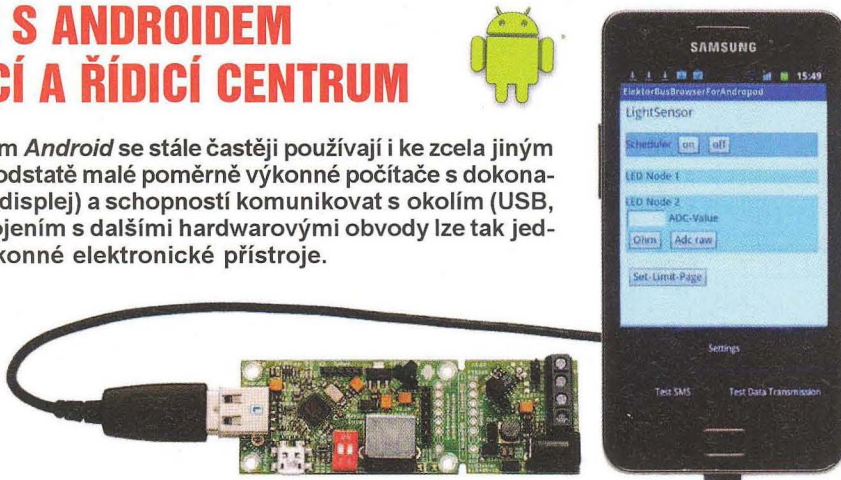 S ANDROIDEM
CÍ A ŘÍDICÍ CENTRUM
m Android se stále častěji používají i ke zcela jiným
odstatě malé poměrně výkonné počítače s dokona-
displej) a schopností komunikovat s okolím (USB,
ojením s dalšími hardwarovými obvody lze tak jed-
konné elektronické přístroje.
SAMSUNG
15:49
ElektorBusBrowserForAndropod
LightSensor
Scheduler on off
LED Node 1
LED Node 2
ADC-Value
Ohm Adc raw
Set-Limit-Page
Settings
Test SMS Test Data Transmission